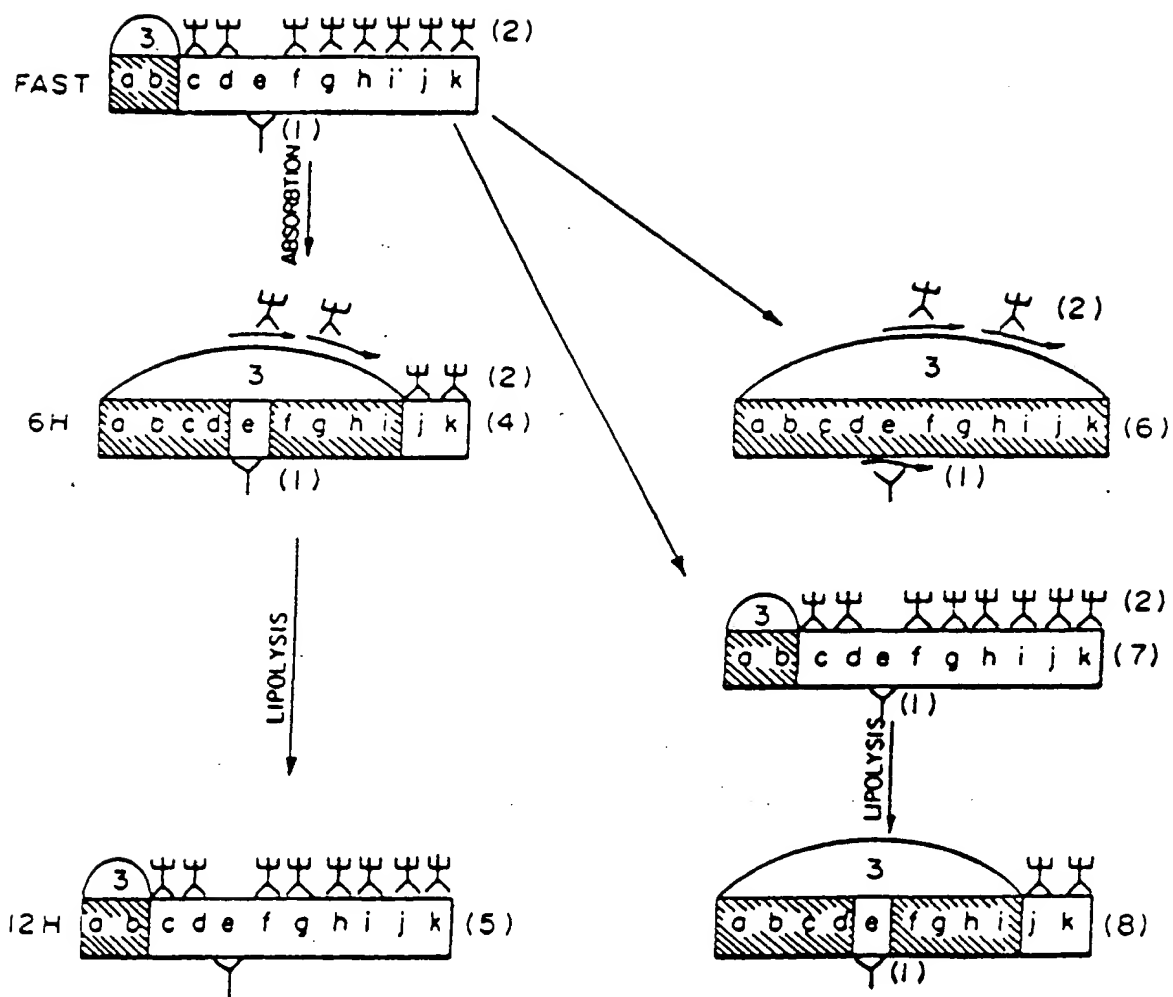 3 (2)
FAST a b c d e f g h i j k
(1)
ABSORBTION
(2)
3 (2)
6H a b c d e f g h i j k (4)
(1)
3
a b c d e f g h i j k (6)
(1)
LIPOLYSIS
3 (2)
a b c d e f g h i j k (7)
(1)
LIPOLYSIS
3
12H a b c d e f g h i j k (5)
3
a b c d e f g h i j k (8)
(1)